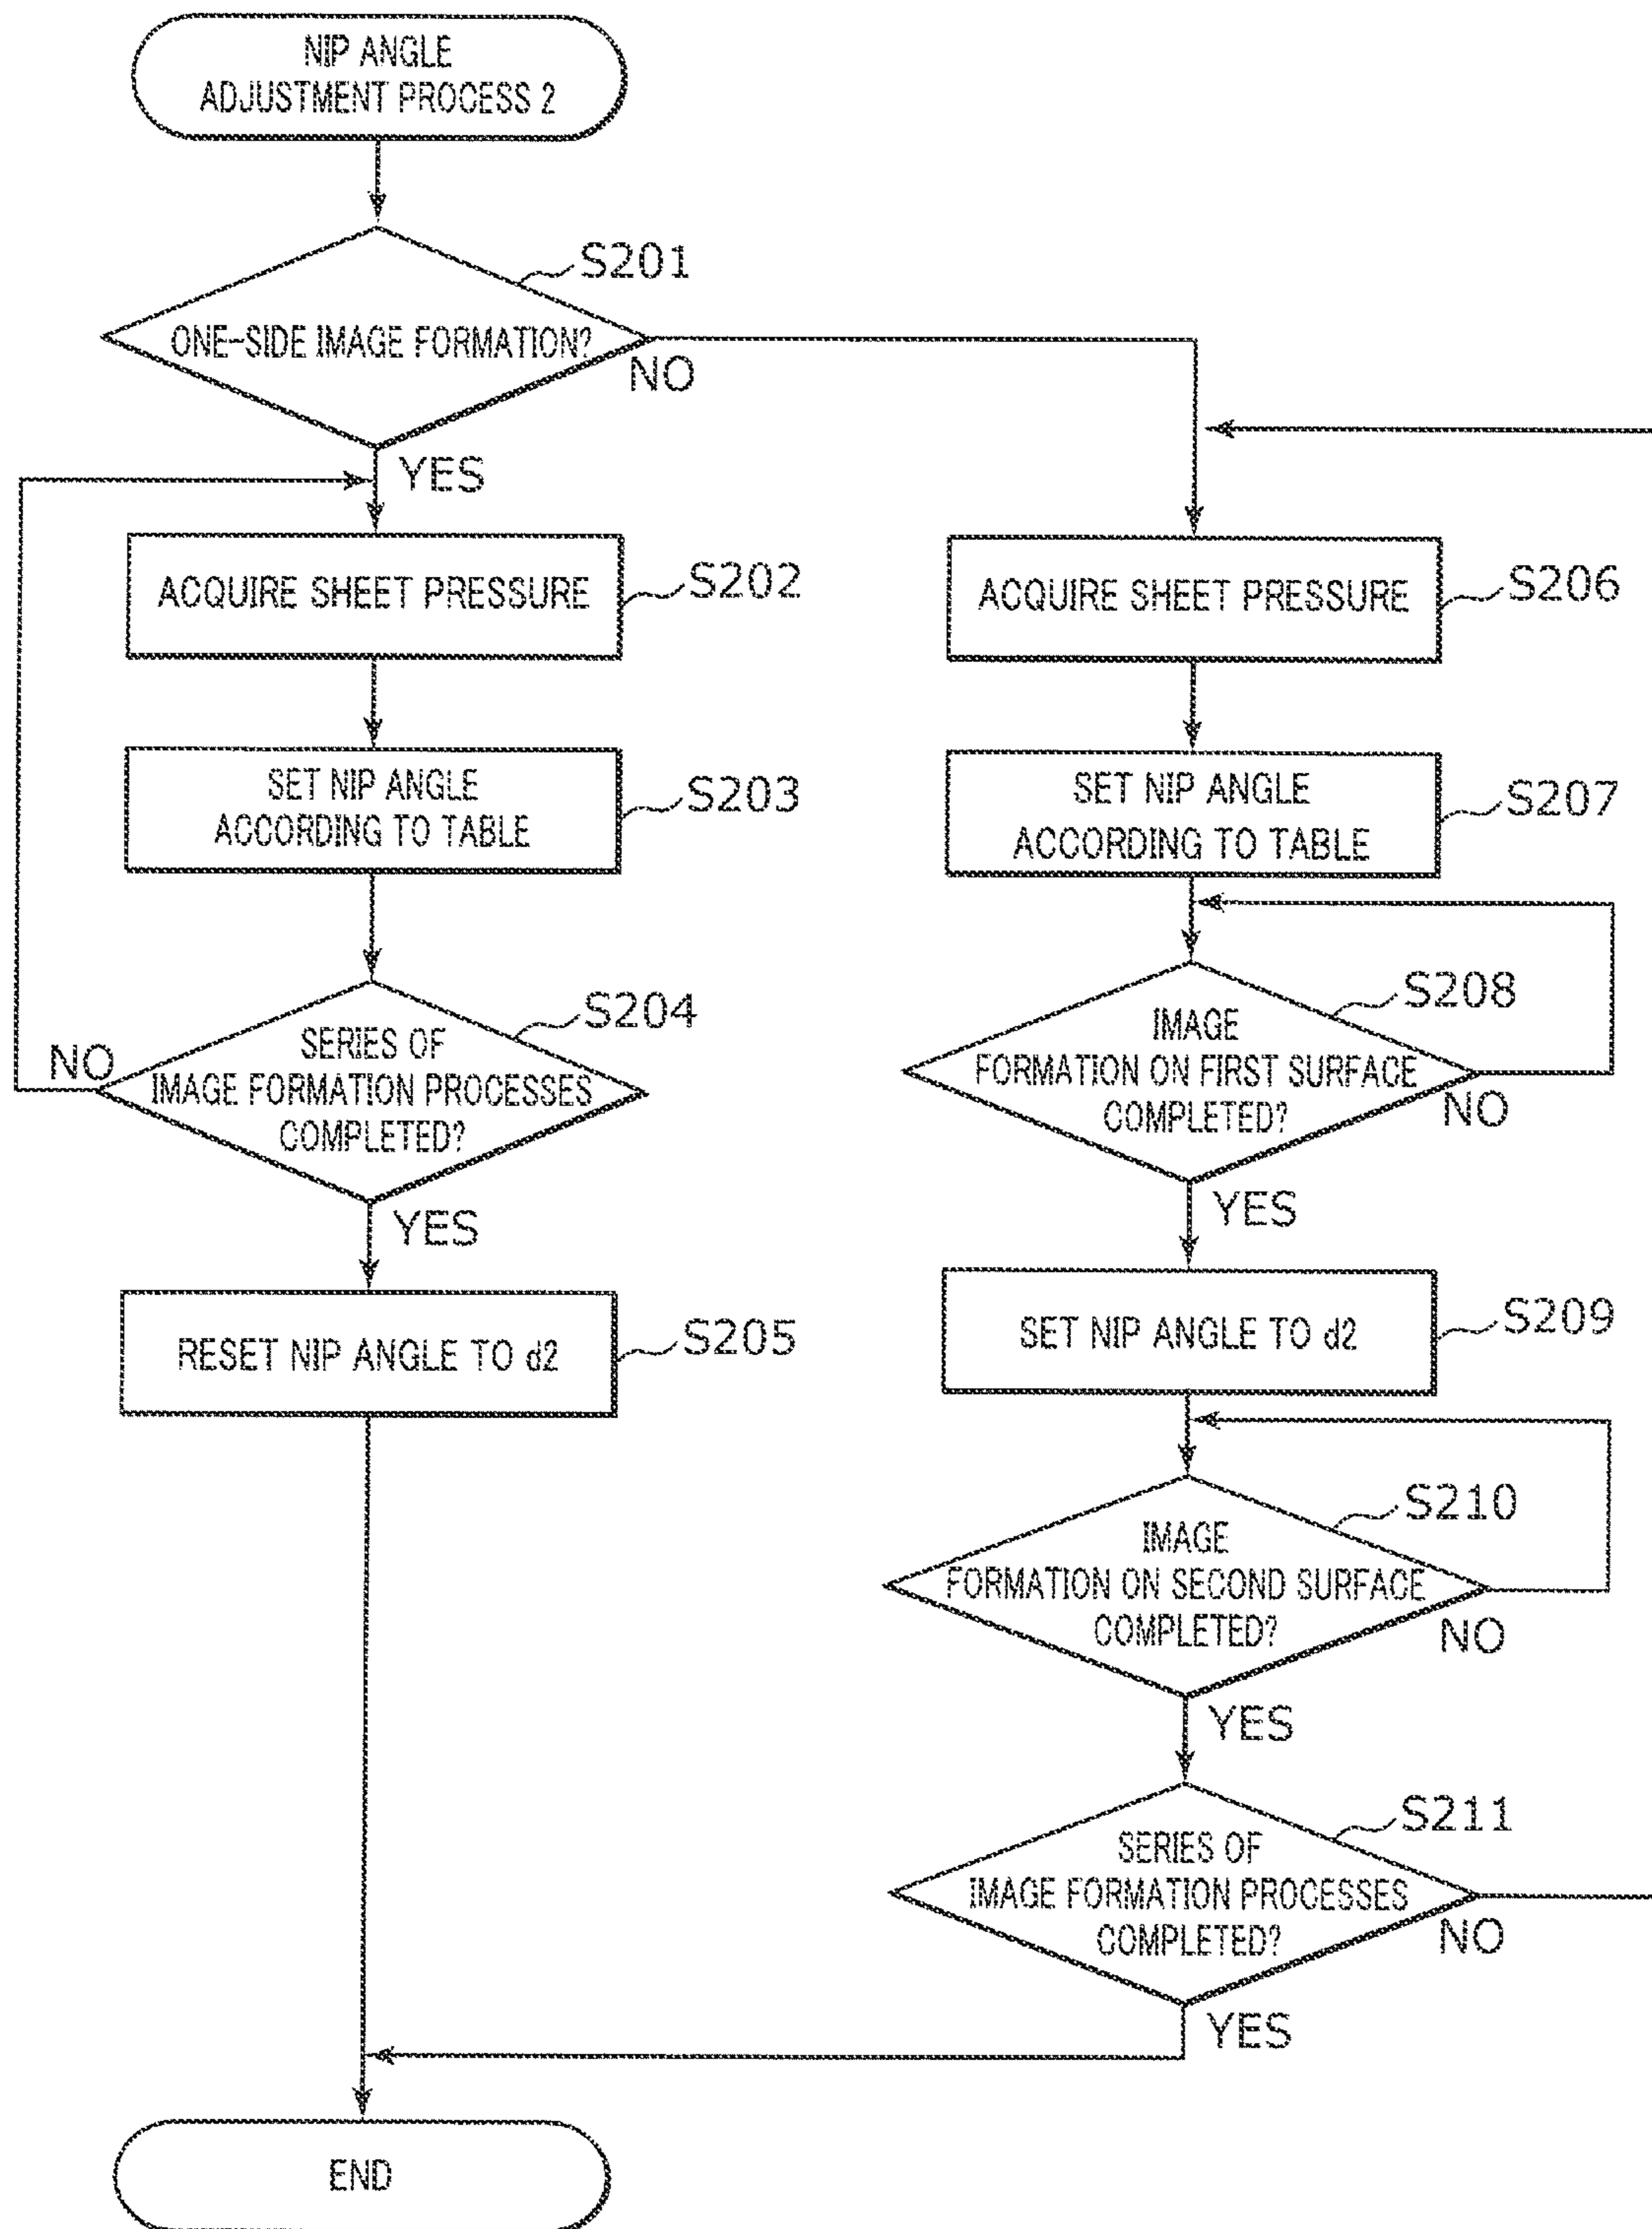 NIP ANGLE
ADJUSTMENT PROCESS 2
S201
ONE-SIDE IMAGE FORMATION?
NO
YES
ACQUIRE SHEET PRESSURE
S202
SET NIP ANGLE
ACCORDING TO TABLE
S203
S204
SERIES OF
IMAGE FORMATION PROCESSES
COMPLETED?
NO
YES
RESET NIP ANGLE TO d2
S205
ACQUIRE SHEET PRESSURE
S206
SET NIP ANGLE
ACCORDING TO TABLE
S207
S208
IMAGE
FORMATION ON FIRST SURFACE
COMPLETED?
NO
YES
SET NIP ANGLE TO d2
S209
S210
IMAGE
FORMATION ON SECOND SURFACE
COMPLETED?
NO
YES
S211
SERIES OF
IMAGE FORMATION PROCESSES
COMPLETED?
NO
YES
END